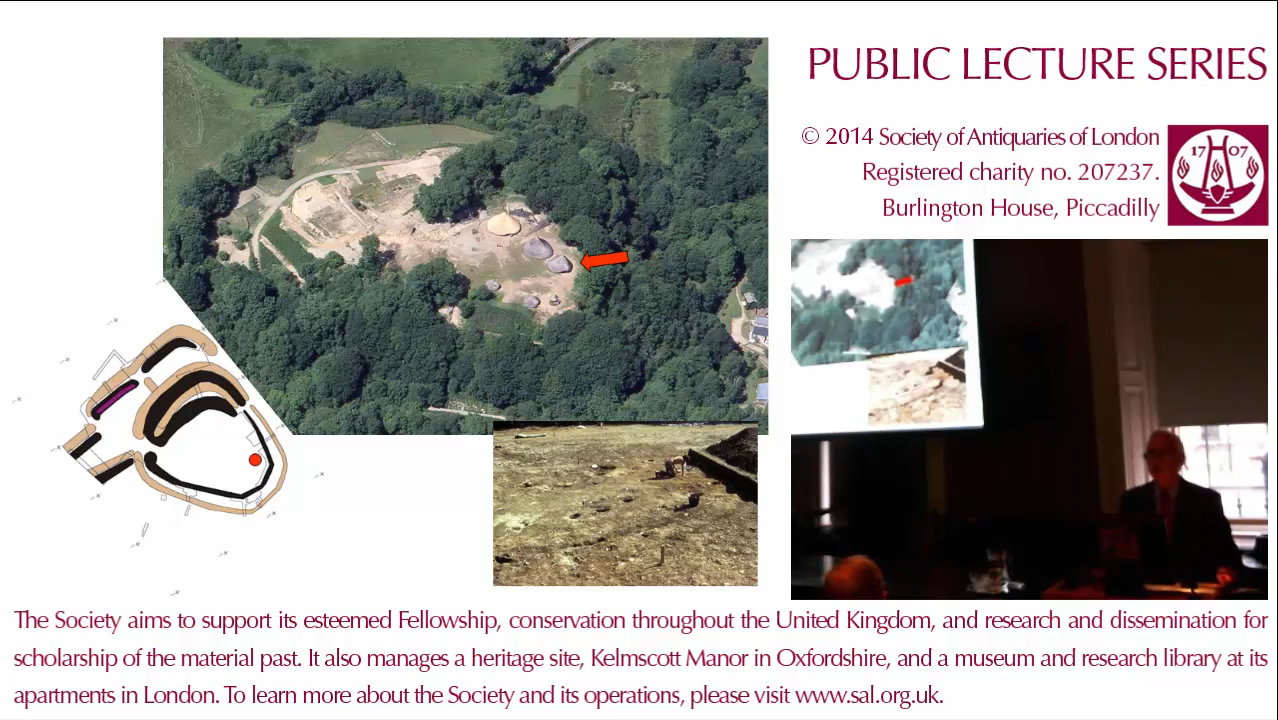 PUBLIC LECTURE SERIES
© 2014 Society of Antiquaries of London
Registered charity no. 207237.
Burlington House, Piccadilly
17 07
The Society aims to support its esteemed Fellowship, conservation throughout the United Kingdom, and research and dissemination for
scholarship of the material past. It also manages a heritage site, Kelmscott Manor in Oxfordshire, and a museum and research library at its
apartments in London. To learn more about the Society and its operations, please visit www.sal.org.uk.